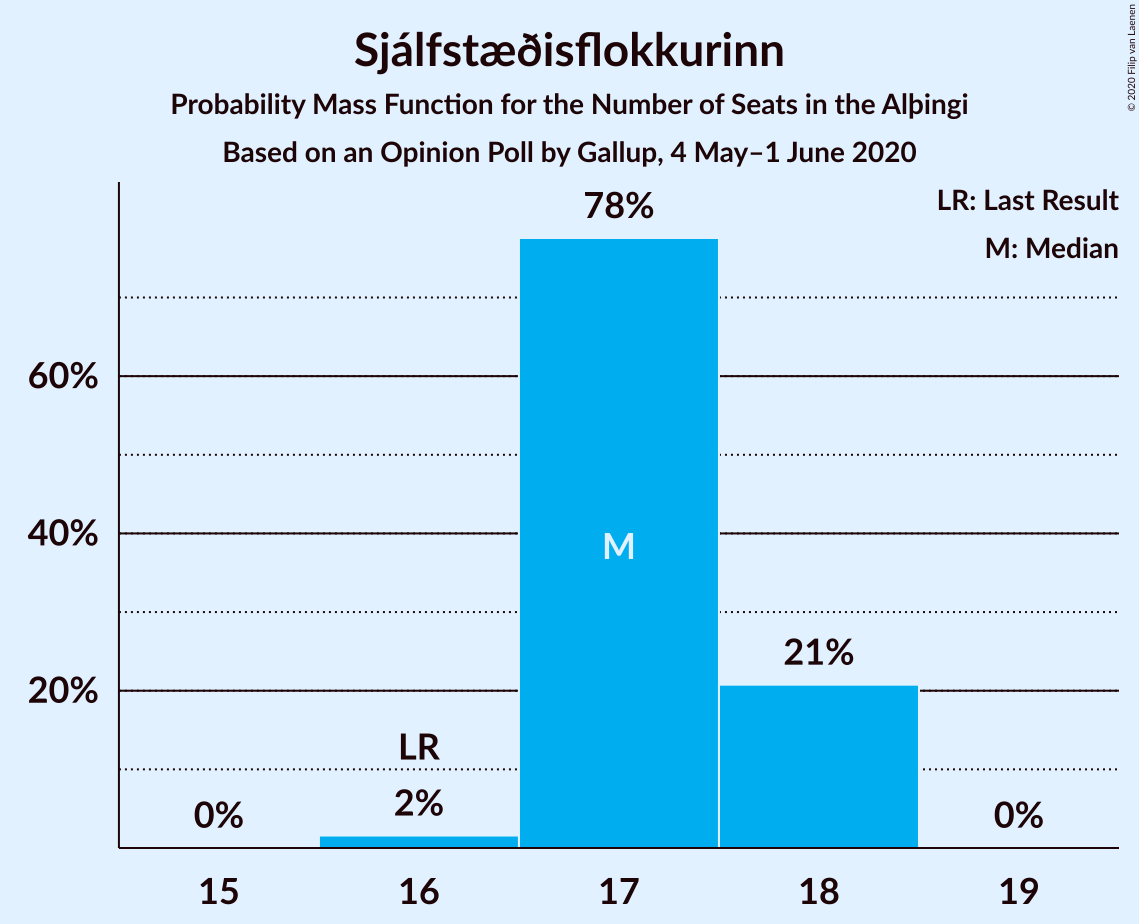 Sjálfstæðisflokkurinn
Probability Mass Function for the Number of Seats in the Alþingi
Based on an Opinion Poll by Gallup, 4 May–1 June 2020
© 2020 Filip van Laenen
LR: Last Result
M: Median
78%
60%
40%
M
21%
20%
LR
2%
0%
0%
15
16
17
18
19